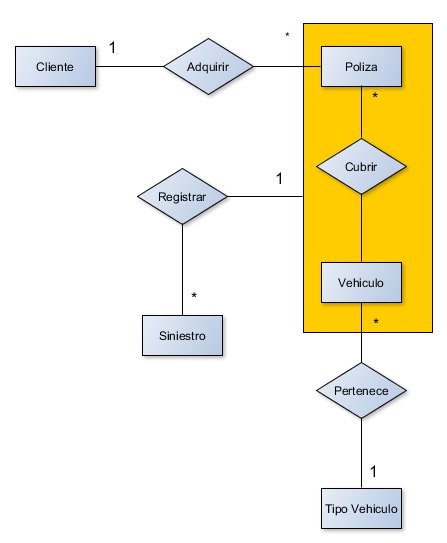 1
*
Cliente
Adquirir
Poliza
*
Cubrir
1
Registrar
Vehiculo
*
*
Siniestro
Pertenece
1
Tipo Vehiculo